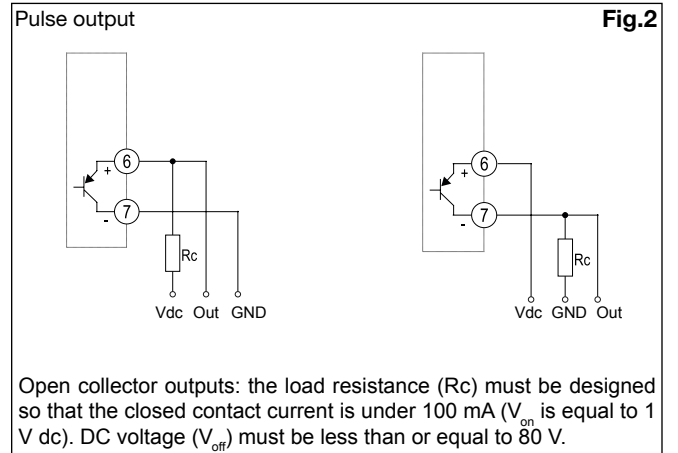 Pulse output Fig.2
6
+
7
-
Rc
Vdc Out GND
6
+
7
-
Rc
Vdc GND Out
Open collector outputs: the load resistance (Rc) must be designed
so that the closed contact current is under 100 mA (Von is equal to 1
V dc). DC voltage (Voff) must be less than or equal to 80 V.